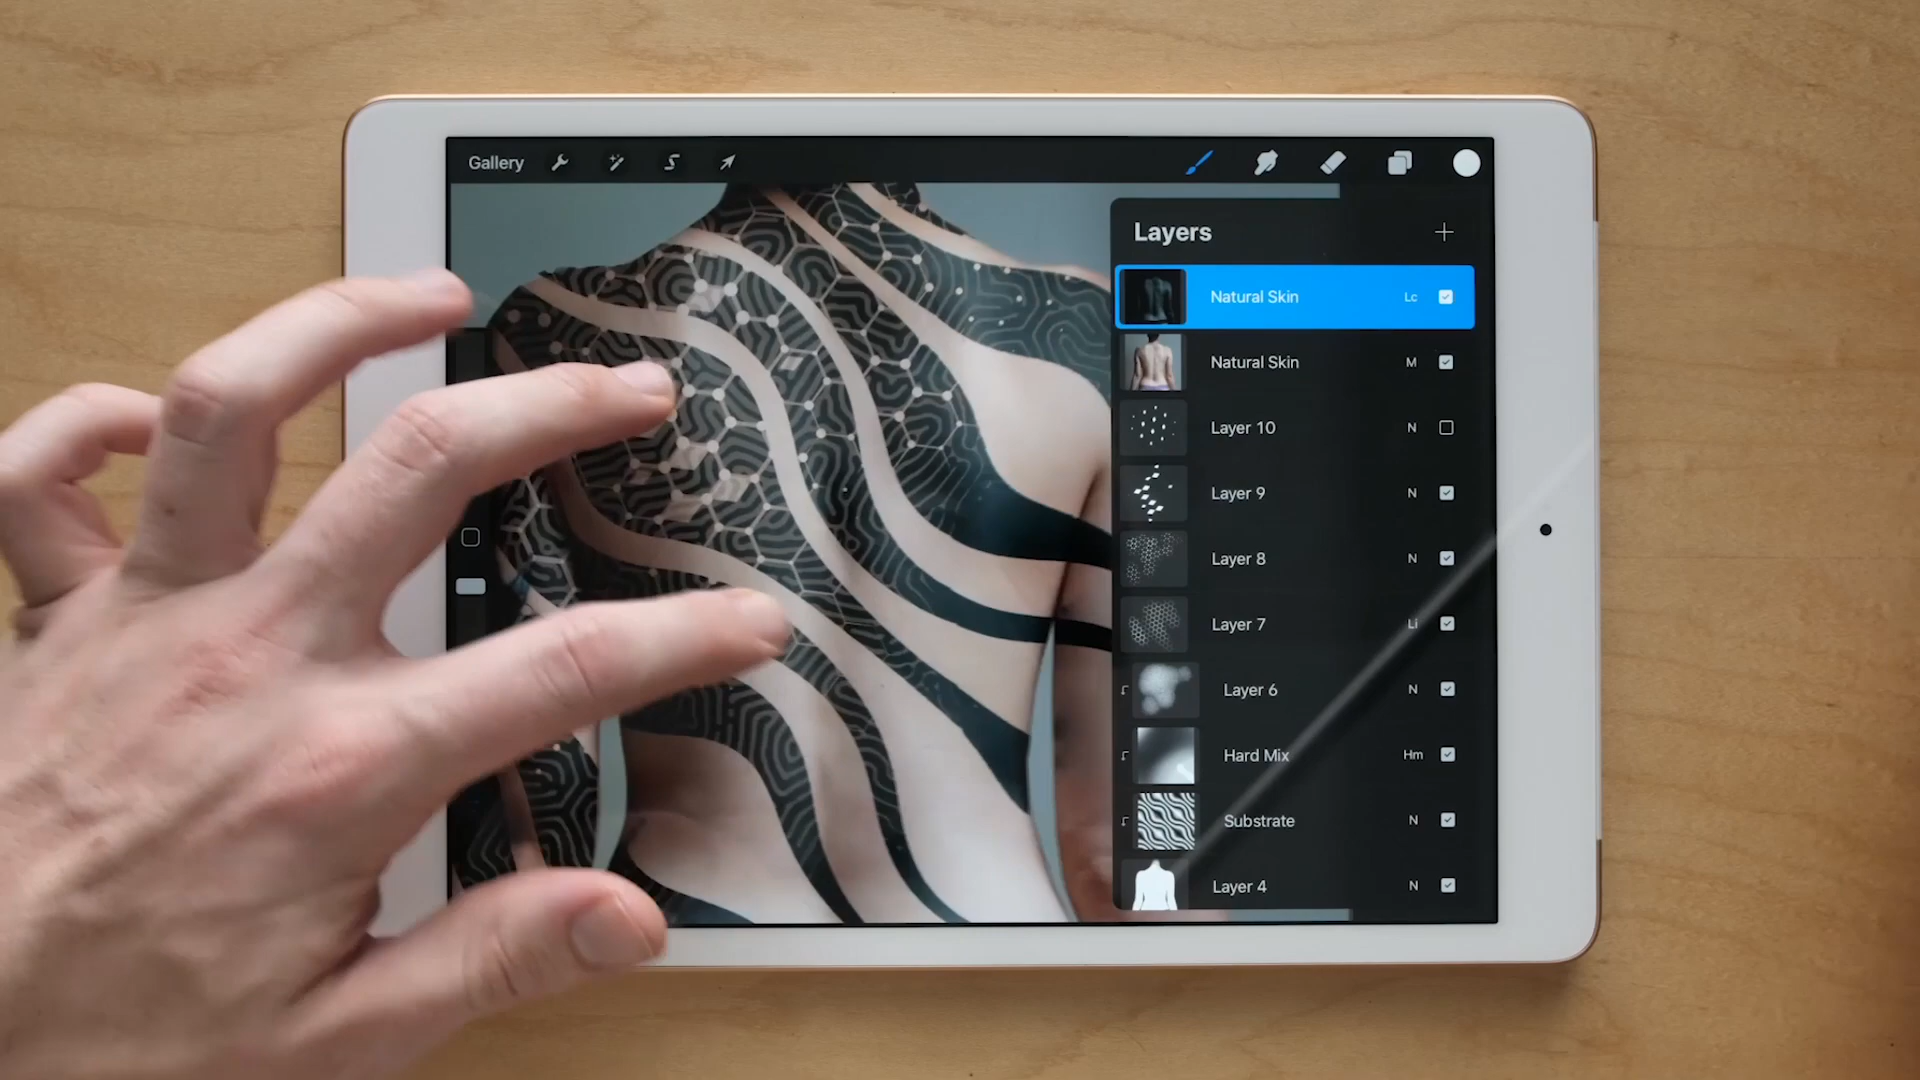 Gallery
Layers
Natural Skin Lc
Natural Skin M
Layer 10 N
Layer 9 N
Layer 8 N
Layer 7 Li
Layer 6 N
Hard Mix Hm
Substrate N
Layer 4 N